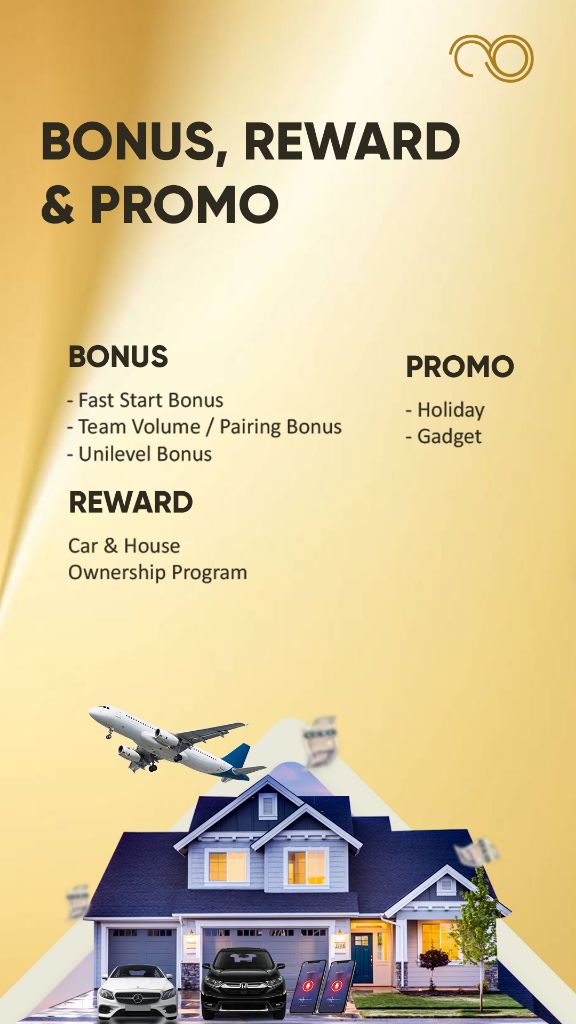 BONUS, REWARD
& PROMO
BONUS
- Fast Start Bonus
- Team Volume / Pairing Bonus
- Unilevel Bonus
PROMO
- Holiday
- Gadget
REWARD
Car & House
Ownership Program